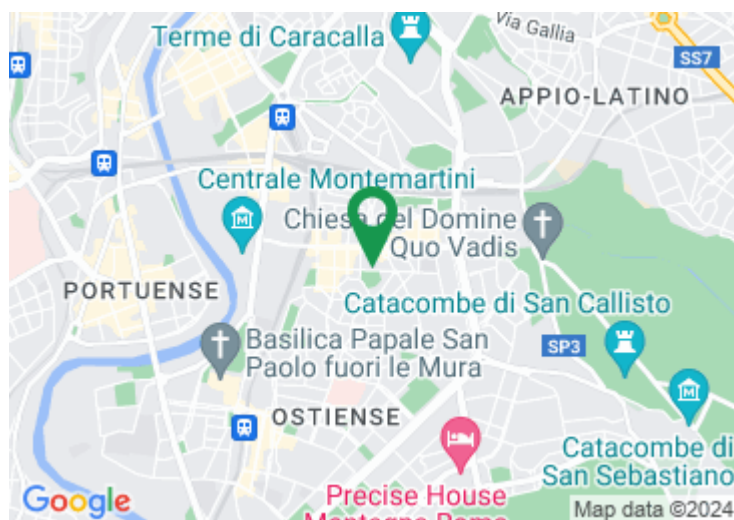 Via Gallia
Terme di Caracalla
SS7
APPIO-LATINO
Centrale Montemartini
Chiesa del Domine
Quo Vadis
PORTUENSE
Catacombe di San Callisto
Basilica Papale San
Paolo fuori le Mura
SP3
OSTIENSE
Catacombe di
San Sebastiano
Precise House
Montagna Roma
Google
Map data ©2024